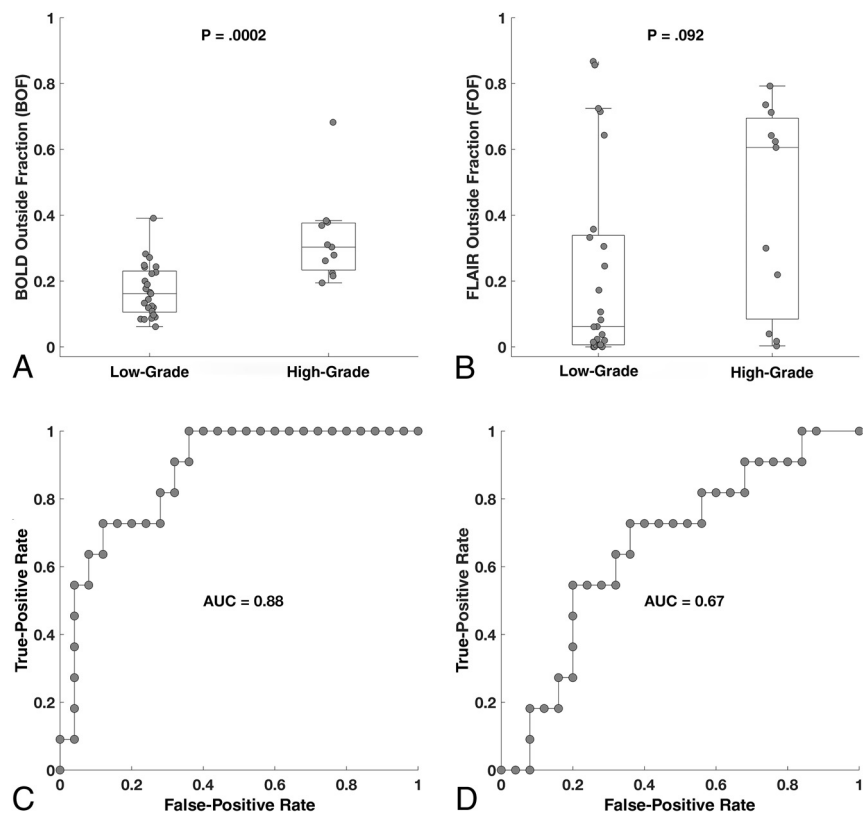 1
P = .0002
0.8
0.6
0.4
0.2
0
BOLD Outside Fraction (BOF)
Low-Grade High-Grade
A
1
P = .092
0.8
0.6
0.4
0.2
0
FLAIR Outside Fraction (FOF)
Low-Grade High-Grade
B
1
0.8
0.6
0.4
0.2
0
True-Positive Rate
AUC = 0.88
0 0.2 0.4 0.6 0.8 1
False-Positive Rate
C
1
0.8
0.6
0.4
0.2
0
True-Positive Rate
AUC = 0.67
0 0.2 0.4 0.6 0.8 1
False-Positive Rate
D